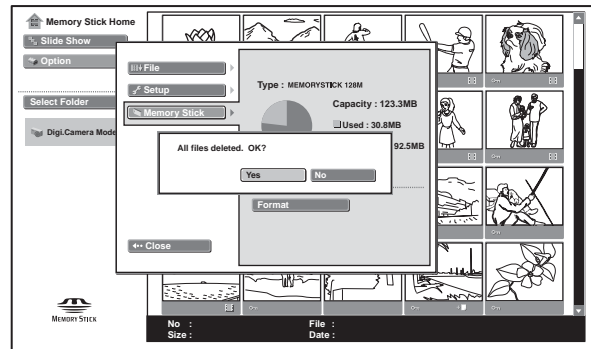 Memory Stick Home
Slide Show
Option
Select Folder
Digi.Camera Mode
File
Setup
Memory Stick
Type : MEMORYSTICK 128M
Capacity : 123.3MB
Used : 30.8MB
92.5MB
All files deleted. OK?
Yes
No
Format
Close
MEMORY STICK
No :
File :
Size :
Date :